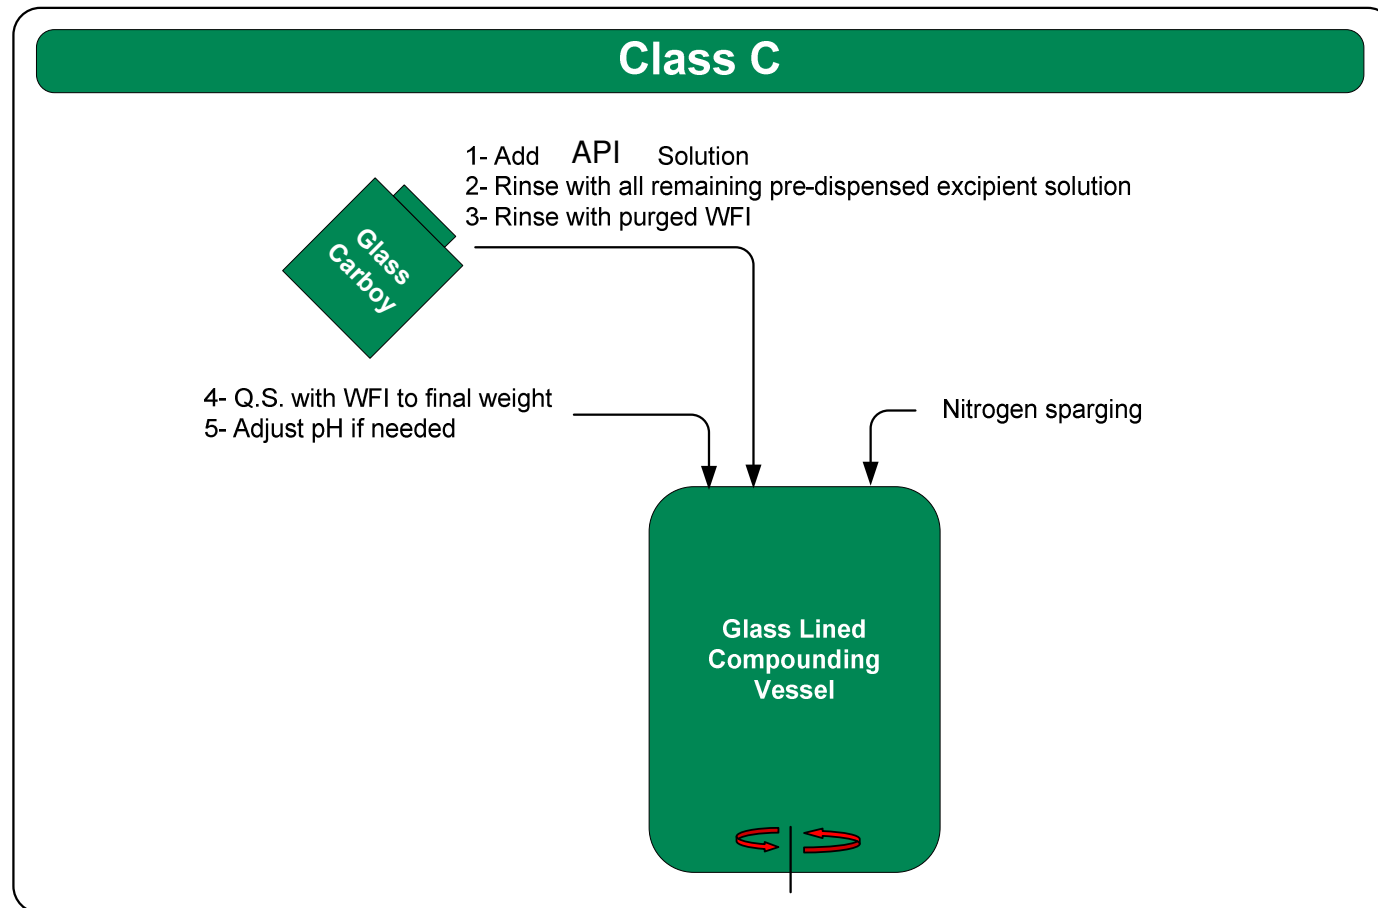 Class C
1- Add API Solution
2- Rinse with all remaining pre-dispensed excipient solution
3- Rinse with purged WFI
Glass
Carboy
4- Q.S. with WFI to final weight
5- Adjust pH if needed
Nitrogen sparging
Glass Lined
Compounding
Vessel